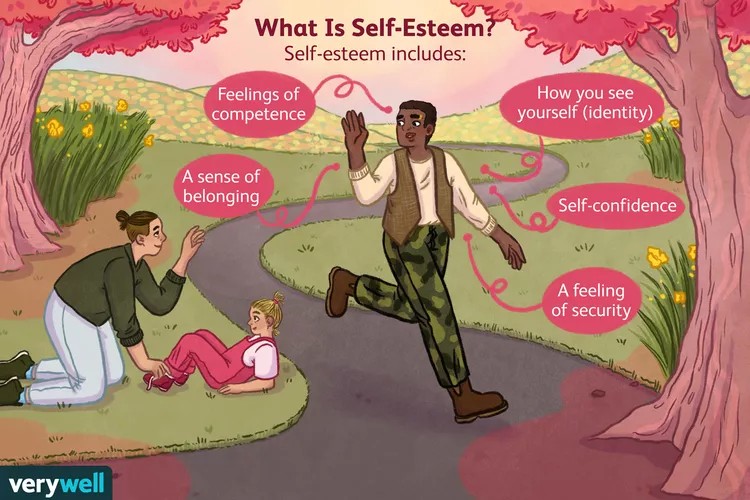 What Is Self-Esteem?
Self-esteem includes:
Feelings of
competence
How you see
yourself (identity)
A sense of
belonging
Self-confidence
A feeling
of security
verywell